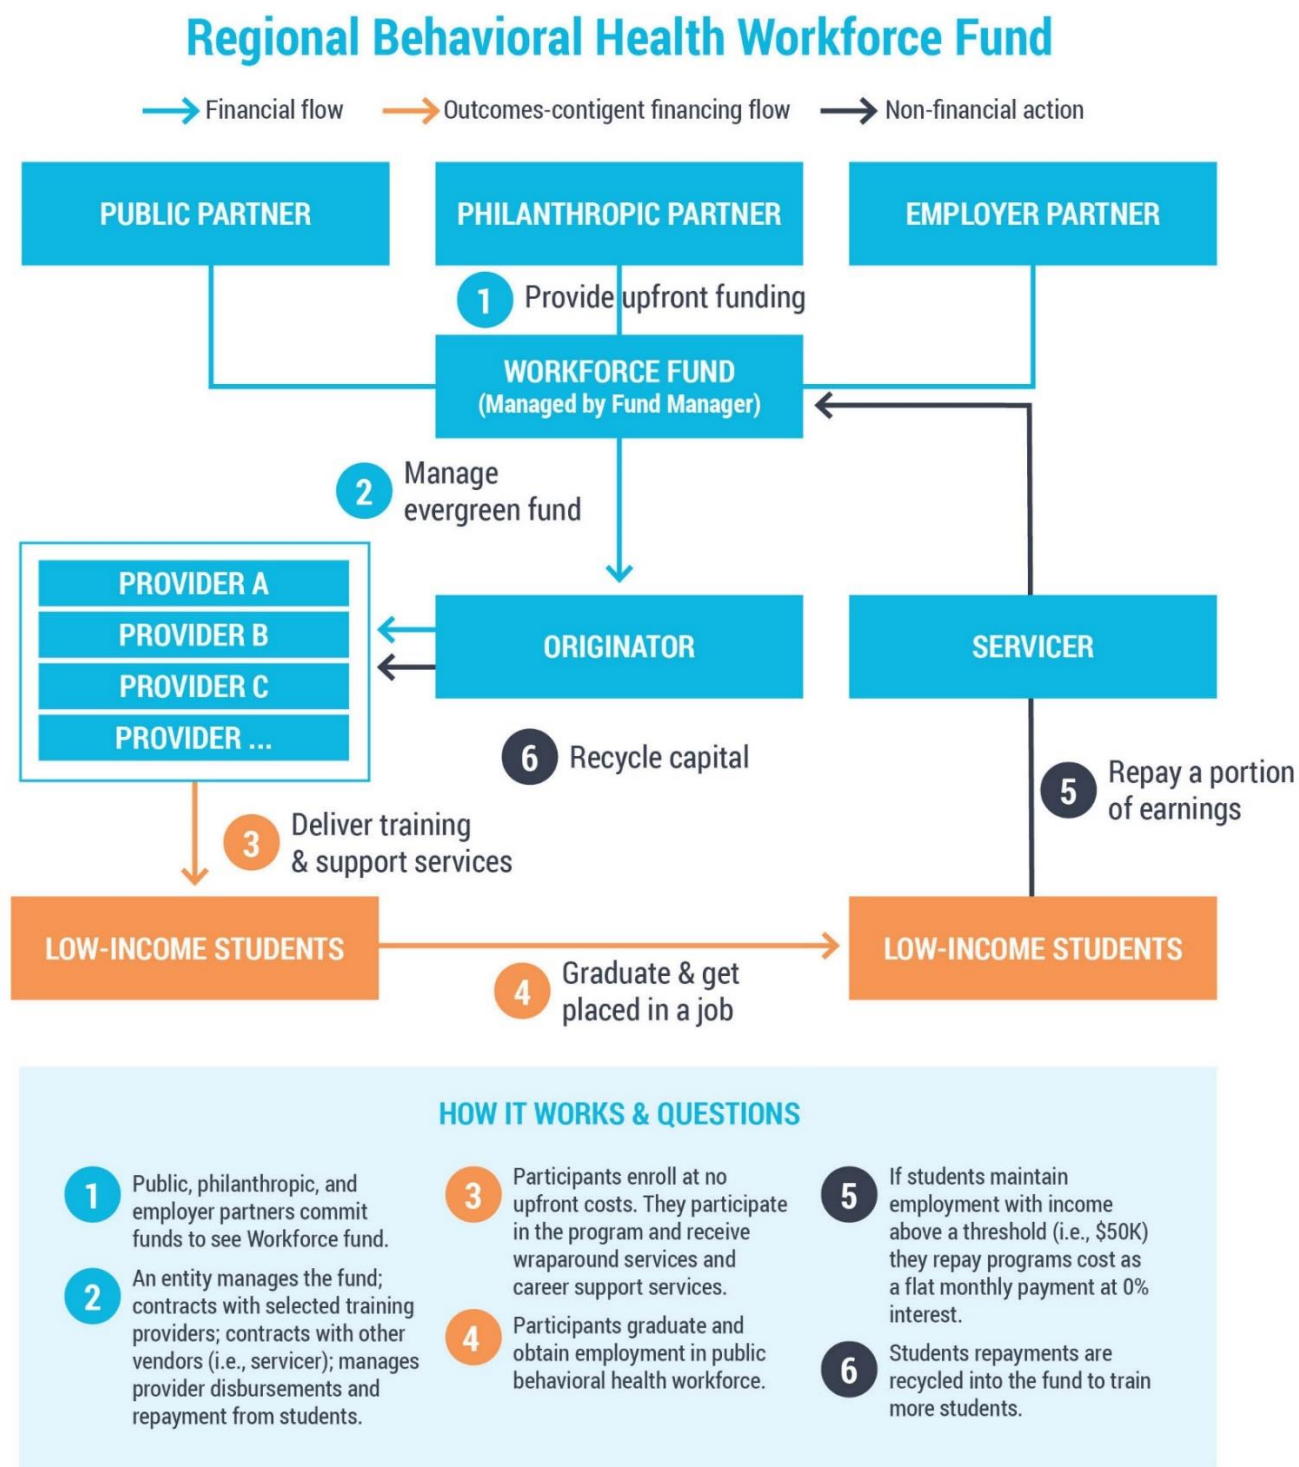 Regional Behavioral Health Workforce Fund
Financial flow
Outcomes-contigent financing flow
Non-financial action
PUBLIC PARTNER
PHILANTHROPIC PARTNER
EMPLOYER PARTNER
1
Provide upfront funding
WORKFORCE FUND
(Managed by Fund Manager)
2
Manage
evergreen fund
PROVIDER A
PROVIDER B
PROVIDER C
PROVIDER ...
ORIGINATOR
SERVICER
6
Recycle capital
5
Repay a portion
of earnings
3
Deliver training
& support services
LOW-INCOME STUDENTS
LOW-INCOME STUDENTS
4
Graduate & get
placed in a job
HOW IT WORKS & QUESTIONS
1
Public, philanthropic, and
employer partners commit
funds to see Workforce fund.
2
An entity manages the fund;
contracts with selected training
providers; contracts with other
vendors (i.e., servicer); manages
provider disbursements and
repayment from students.
3
Participants enroll at no
upfront costs. They participate
in the program and receive
wraparound services and
career support services.
4
Participants graduate and
obtain employment in public
behavioral health workforce.
5
If students maintain
employment with income
above a threshold (i.e., $50K)
they repay programs cost as
a flat monthly payment at 0%
interest.
6
Students repayments are
recycled into the fund to train
more students.